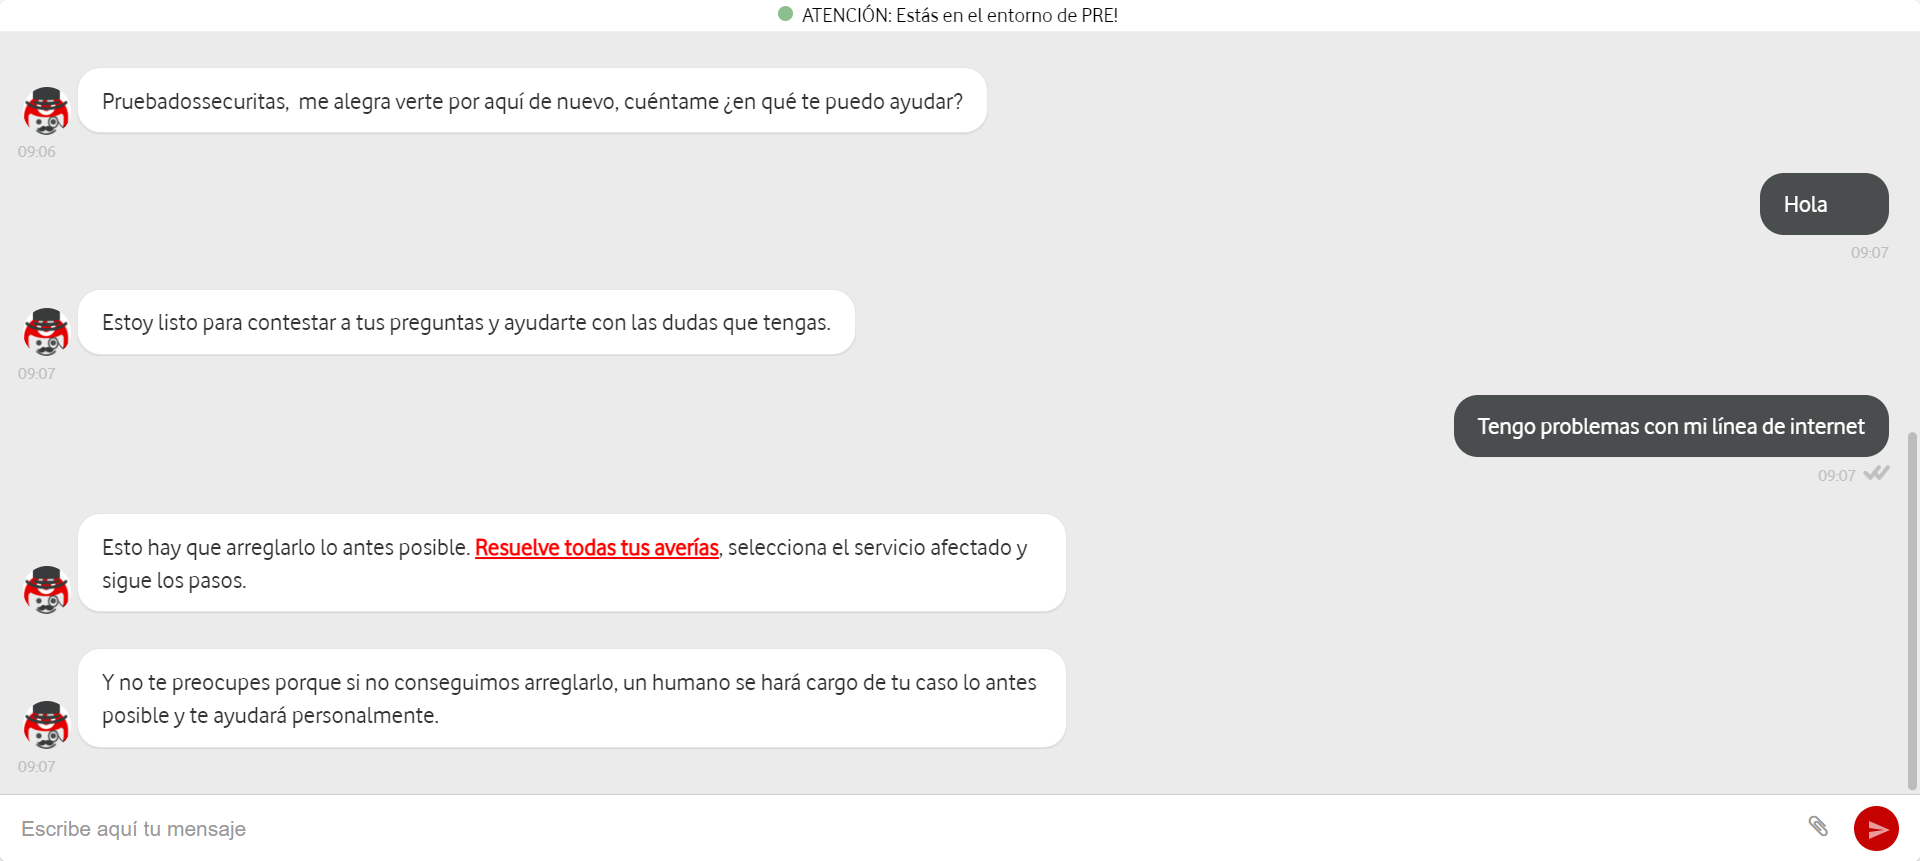 ATENCIÓN: Estás en el entorno de PRE!
Pruebadossecuritas,  me alegra verte por aquí de nuevo, cuéntame ¿en qué te puedo ayudar?
09:06
Hola
09:07
Estoy listo para contestar a tus preguntas y ayudarte con las dudas que tengas.
09:07
Tengo problemas con mi línea de internet
09:07
Esto hay que arreglarlo lo antes posible. Resuelve todas tus averías, selecciona el servicio afectado y
sigue los pasos.
Y no te preocupes porque si no conseguimos arreglarlo, un humano se hará cargo de tu caso lo antes
posible y te ayudará personalmente.
09:07
Escribe aquí tu mensaje